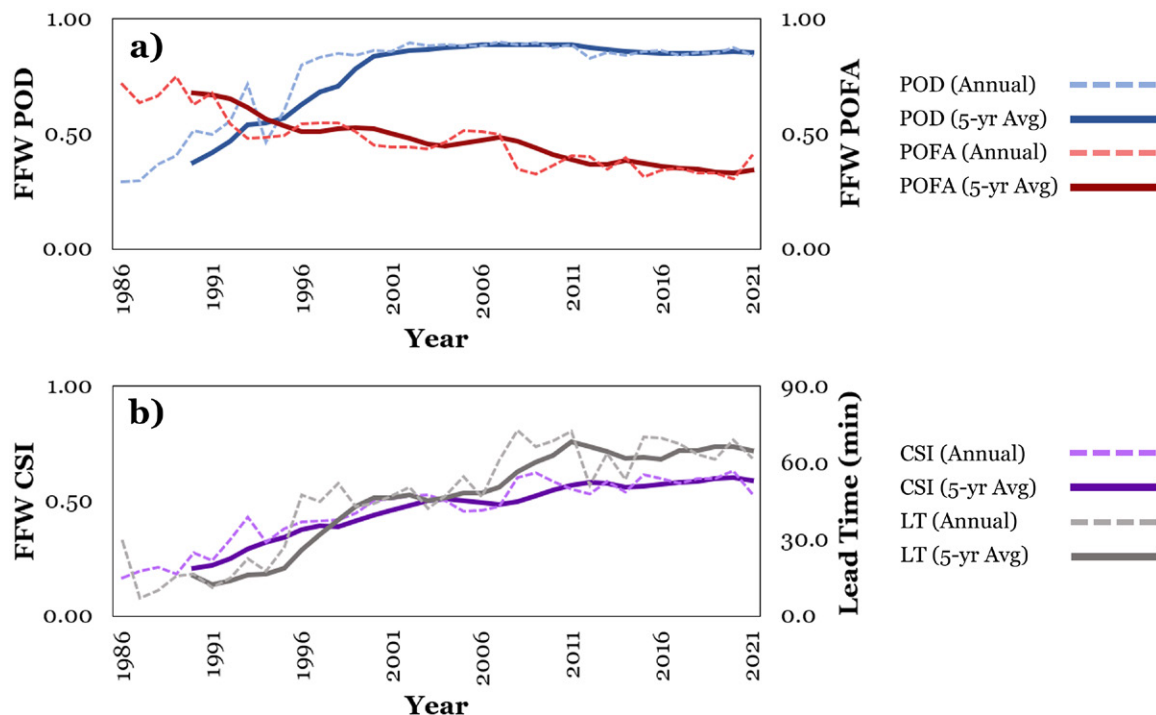 a)
1.00
0.50
0.00
FFW POD
1.00
0.50
0.00
FFW POFA
1986
1991
1996
2001
2006
2011
2016
2021
Year
POD (Annual)
POD (5-yr Avg)
POFA (Annual)
POFA (5-yr Avg)
b)
1.00
0.50
0.00
FFW CSI
90.0
60.0
30.0
0.0
Lead Time (min)
1986
1991
1996
2001
2006
2011
2016
2021
Year
CSI (Annual)
CSI (5-yr Avg)
LT (Annual)
LT (5-yr Avg)